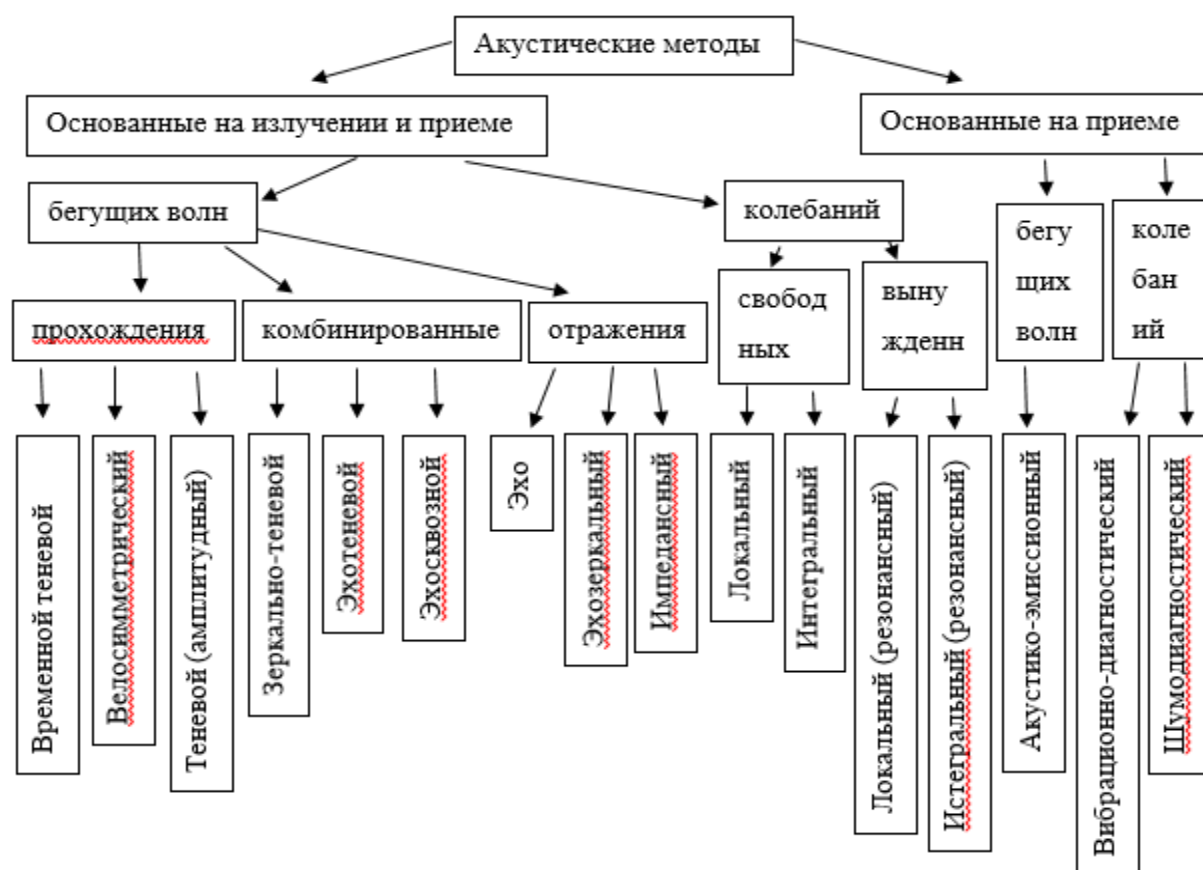 Акустические методы
Основанные на излучении и приеме
Основанные на приеме
бегущих волн
колебаний
бегу
щих
волн
коле
бан
ий
прохождения
комбинированные
отражения
свобод
ных
выну
жденн
Временной теневой
Велосимметрический
Теневой (амплитудный)
Зеркально-теневой
Эхотеневой
Эхосквозной
Эхо
Эхозеркальный
Импедансный
Локальный
Интегральный
Локальный (резонансный)
Истегральный (резонансный)
Акустико-эмиссионный
Вибрационно-диагностический
Шумодиагностический